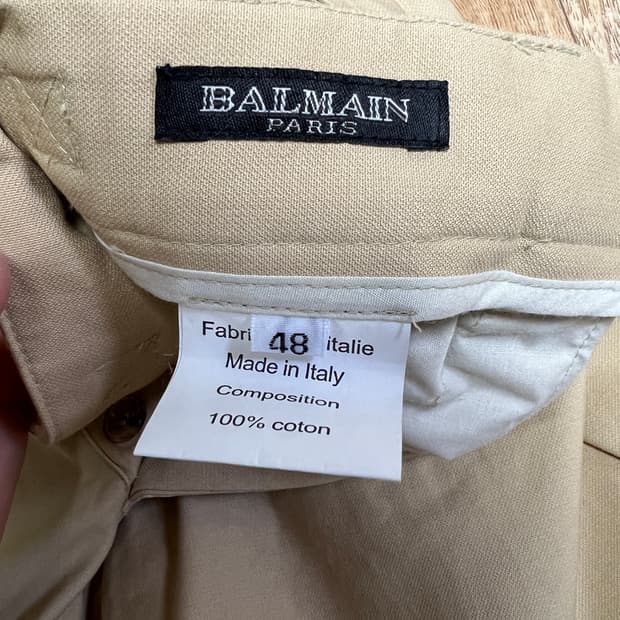 BALMAIN
PARIS
Fabri 48 italie
Made in Italy
Composition
100% coton